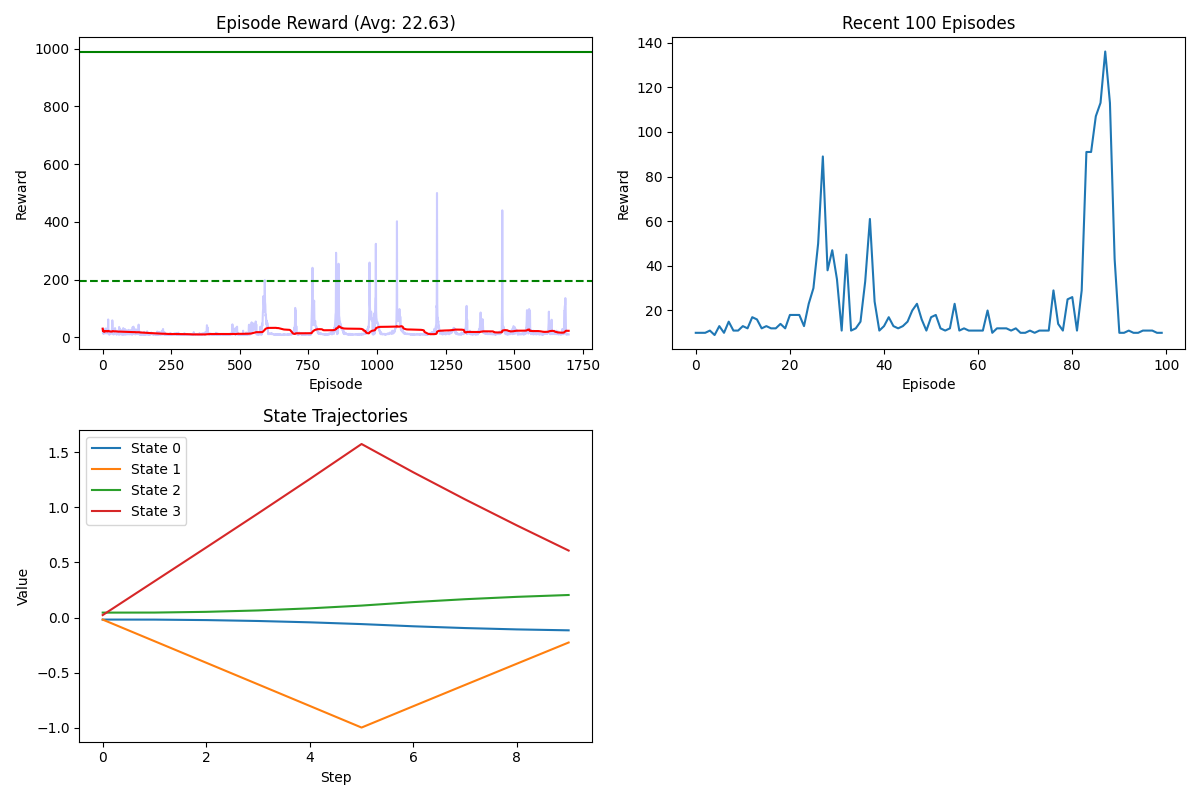 Episode Reward (Avg: 22.63)
1000
800
600
400
200
0
Reward
0 250 500 750 1000 1250 1500 1750
Episode
Recent 100 Episodes
140
120
100
80
60
40
20
Reward
0 20 40 60 80 100
Episode
State Trajectories
State 0
State 1
State 2
State 3
1.5
1.0
0.5
0.0
−0.5
−1.0
Value
0 2 4 6 8
Step